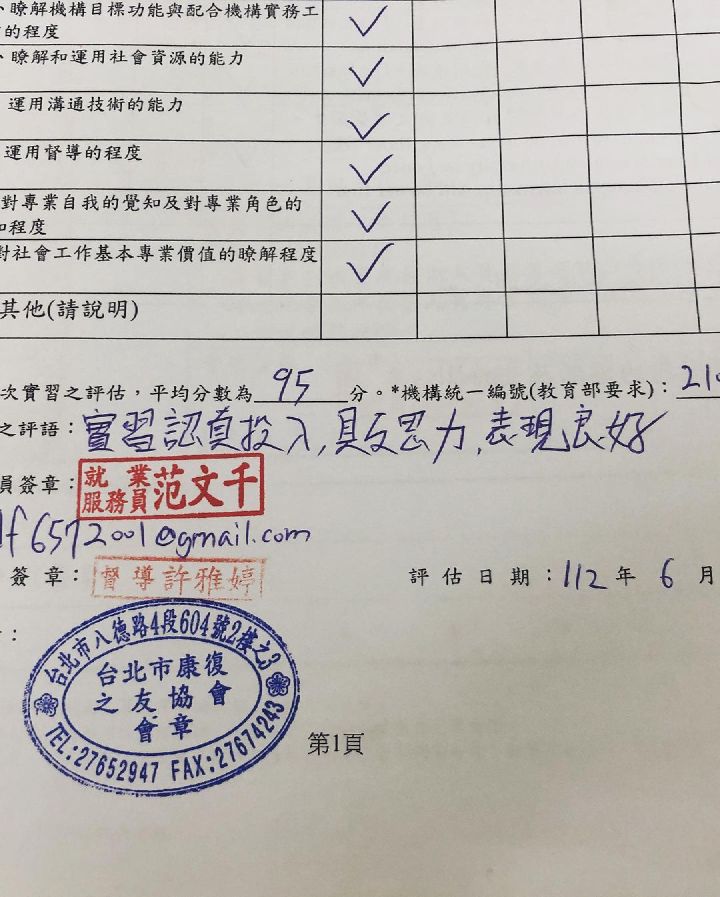 、瞭解機構目標功能與配合機構實務工
的程度
、瞭解和運用社會資源的能力
運用溝通技術的能力
運用督導的程度
對專業自我的覺知及對專業角色的
程度
對社會工作基本專業價值的瞭解程度
其他(請說明)
次實習之評估，平均分數為 95 分。*機構統一編號(教育部要求)：21
之評語：實習認真投入，具反思力，表現良好
員簽章：就業服務員 范文千
f6572001@gmail.com
簽章：督導許雅婷
評估日期：112年6月
：
台北市八德路4段604號2樓之3
台北市康復
之友協會
會章
TEL:27652947 FAX:27674243
第1頁